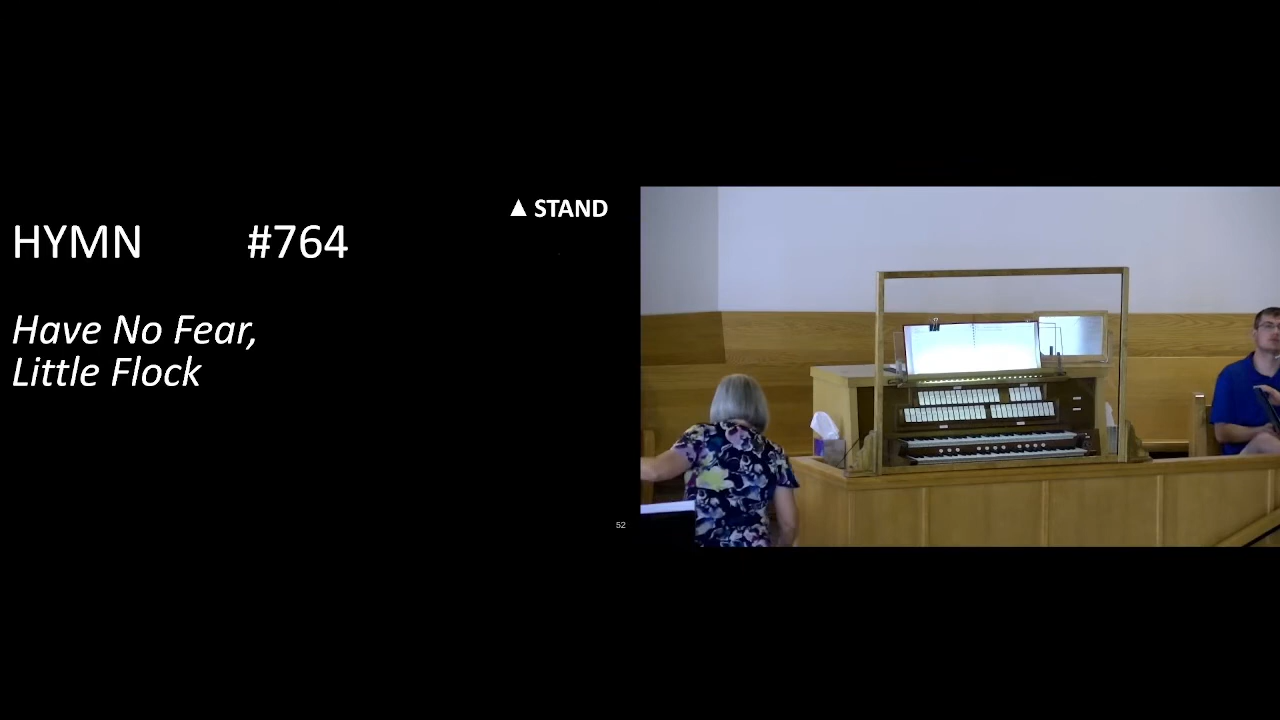 ▲ STAND
HYMN #764
Have No Fear,
Little Flock
52